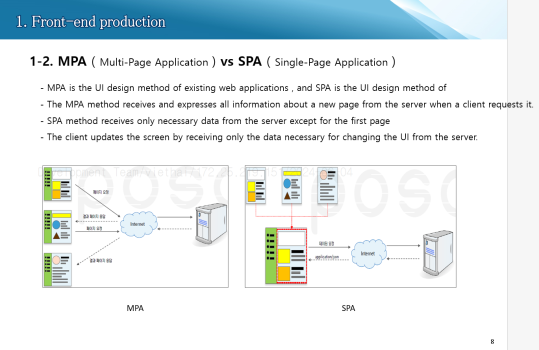 1. Front-end production
1-2. MPA ( Multi-Page Application ) vs SPA ( Single-Page Application )
- MPA is the UI design method of existing web applications , and SPA is the UI design method of
- The MPA method receives and expresses all information about a new page from the server when a client requests it.
- SPA method receives only necessary data from the server except for the first page
- The client updates the screen by receiving only the data necessary for changing the UI from the server.
페이지 요청
결과 페이지 응답
페이지 요청
결과 페이지 응답
Internet
데이터 요청
application/json
Internet
MPA
SPA
8